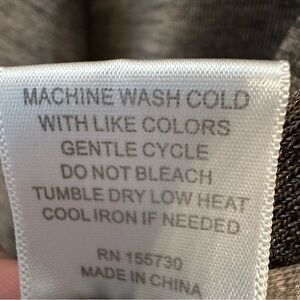 MACHINE WASH COLD
WITH LIKE COLORS
GENTLE CYCLE
DO NOT BLEACH
TUMBLE DRY LOW HEAT
COOL IRON IF NEEDED
RN 155730
MADE IN CHINA